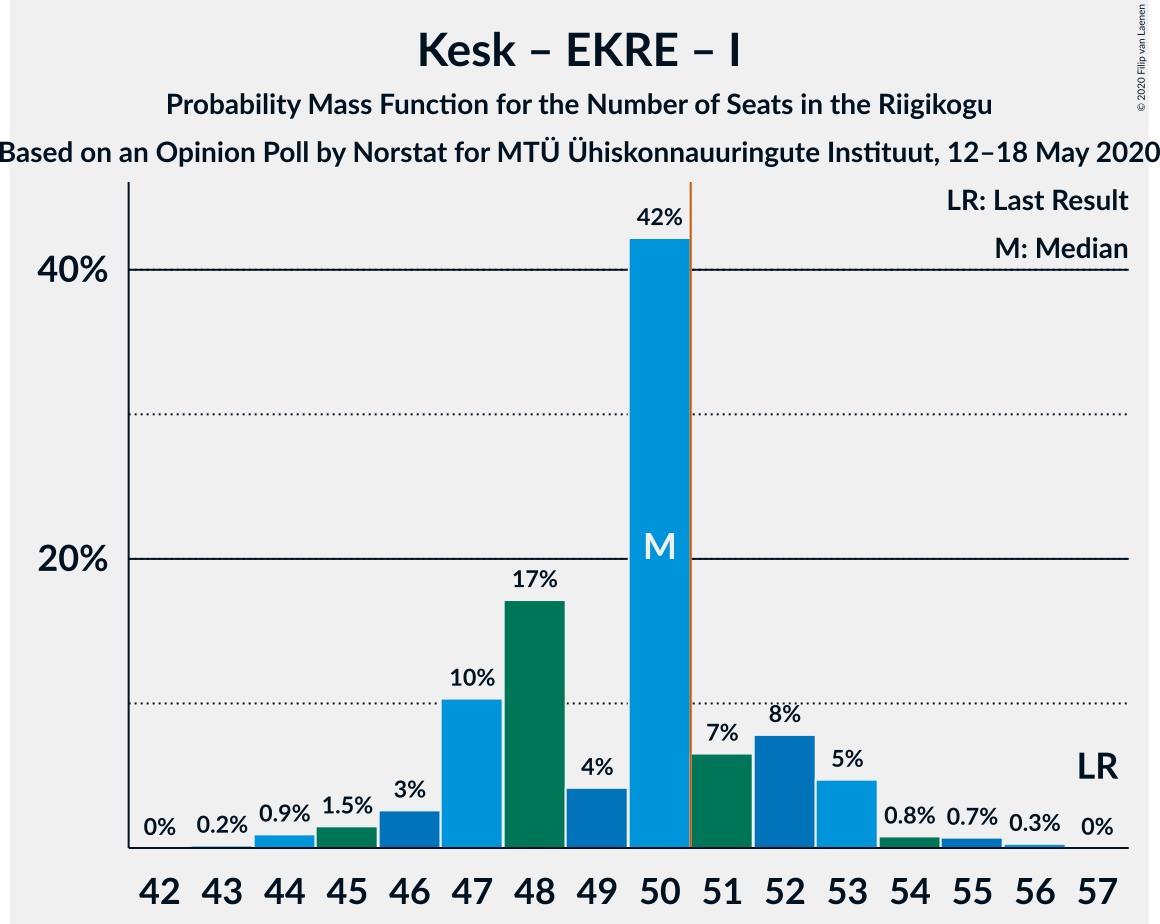 Kesk – EKRE – I
Probability Mass Function for the Number of Seats in the Riigikogu
Based on an Opinion Poll by Norstat for MTÜ Ühiskonnauuringute Instituut, 12–18 May 2020
© 2020 Filip van Laenen
LR: Last Result
M: Median
40%
20%
0% 0.2% 0.9% 1.5% 3% 10% 17% 4% 42% 7% 8% 5% 0.8% 0.7% 0.3% 0%
M
LR
42 43 44 45 46 47 48 49 50 51 52 53 54 55 56 57